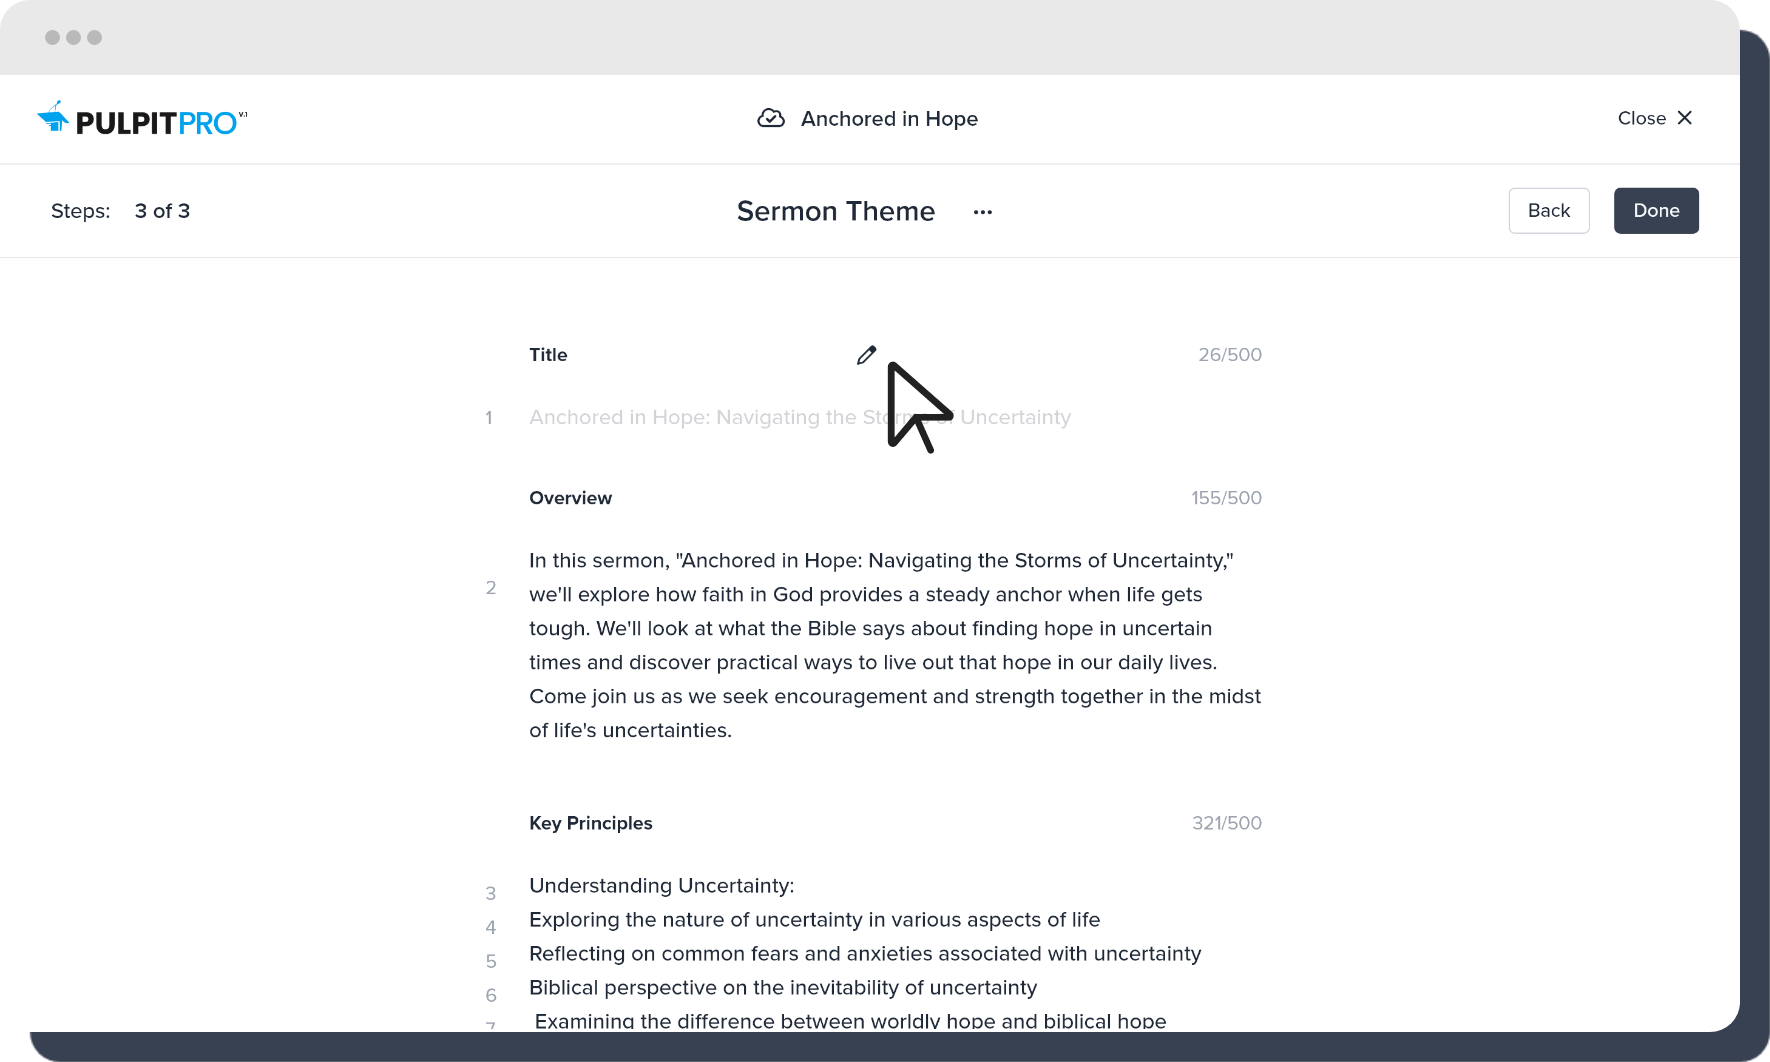 PULPITPRO V.1
Anchored in Hope
Close
Steps: 3 of 3
Sermon Theme
Back
Done
Title
26/500
1 Anchored in Hope: Navigating the Storms of Uncertainty
Overview
155/500
In this sermon, "Anchored in Hope: Navigating the Storms of Uncertainty,"
2 we'll explore how faith in God provides a steady anchor when life gets
tough. We'll look at what the Bible says about finding hope in uncertain
times and discover practical ways to live out that hope in our daily lives.
Come join us as we seek encouragement and strength together in the midst
of life's uncertainties.
Key Principles
321/500
3 Understanding Uncertainty:
4 Exploring the nature of uncertainty in various aspects of life
5 Reflecting on common fears and anxieties associated with uncertainty
6 Biblical perspective on the inevitability of uncertainty
7 Examining the difference between worldly hope and biblical hope